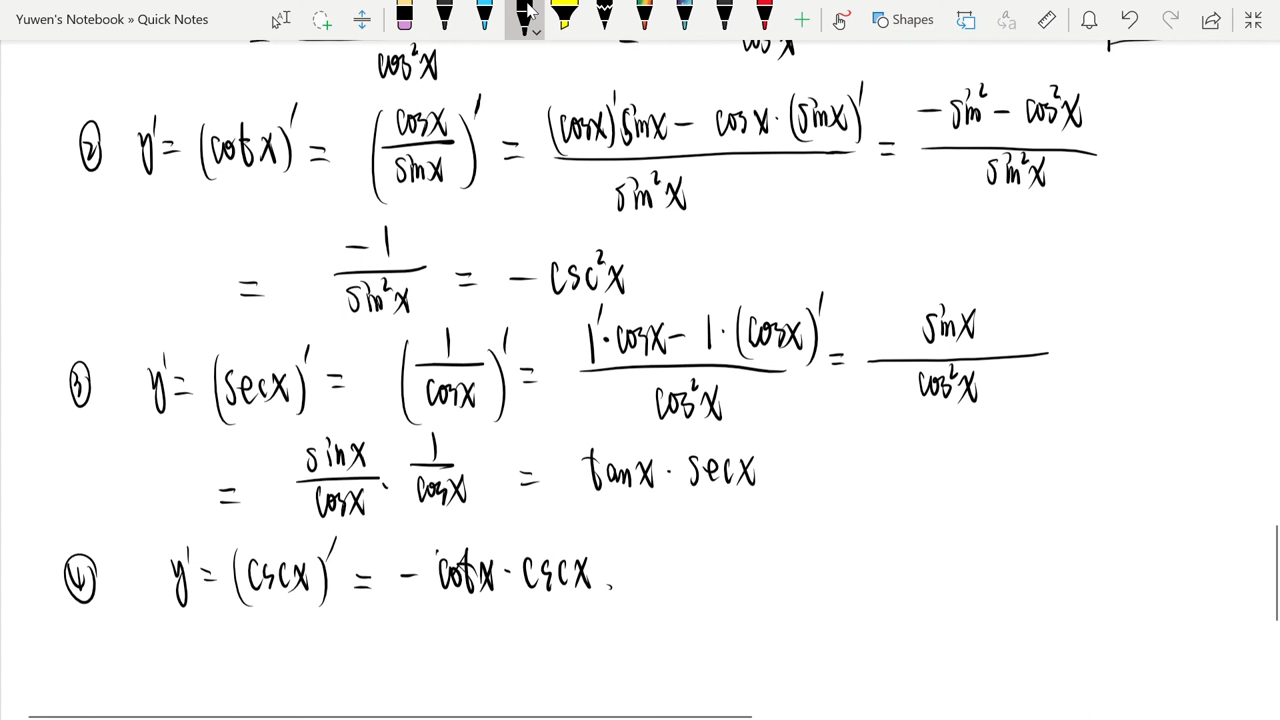 Yuwen's Notebook » Quick Notes
Shapes
cos²x cos x
② y' = (cot x)' = (cosx / sinx)' = ((cosx)' sinx - cosx · (sinx)') / sin²x = (-sin² - cos²x) / sin²x
= -1 / sin²x = - csc²x
③ y' = (secx)' = (1 / cosx)' = (1' · cosx - 1 · (cosx)') / cos²x = sinx / cos²x
= sinx / cosx · 1 / cosx = tanx · secx
④ y' = (cscx)' = - cotx · cscx .